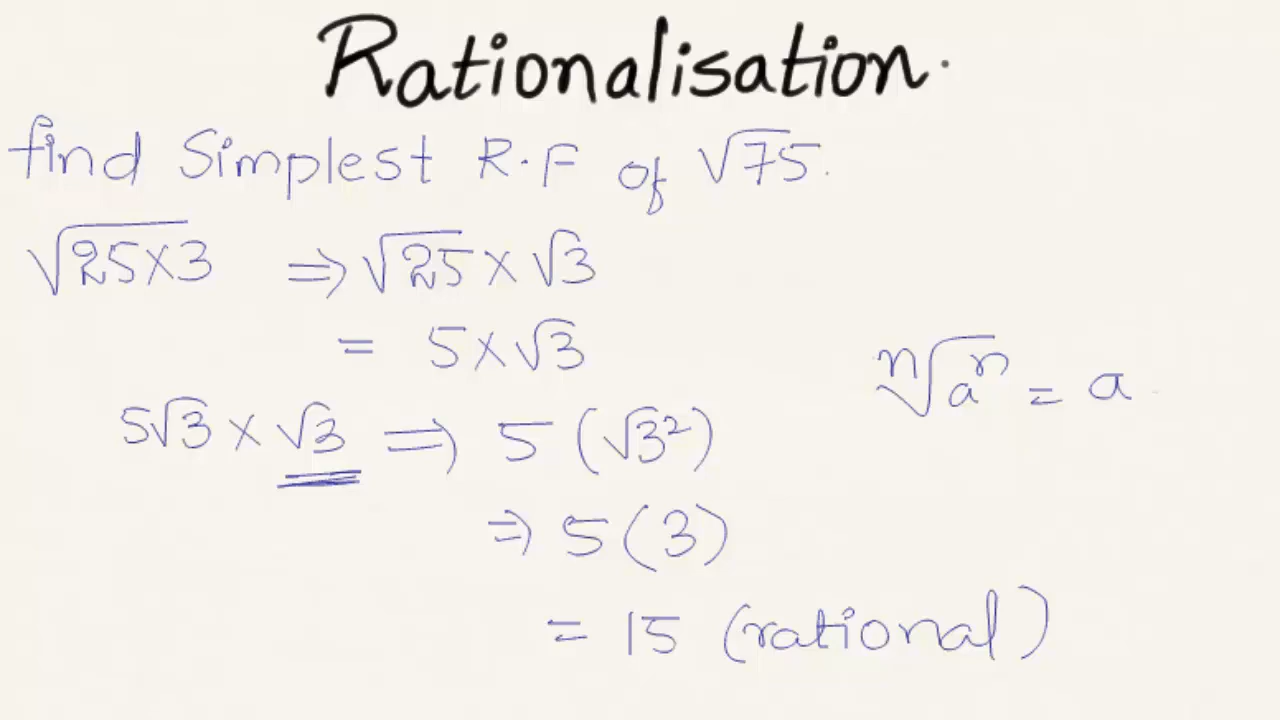 Rationalisation.
find Simplest R.F of √75.
√25×3 ⇒ √25 × √3
= 5 × √3
ⁿ√aⁿ = a
5√3 × √3 ⇒ 5 (√3²)
⇒ 5 (3)
= 15 (rational)